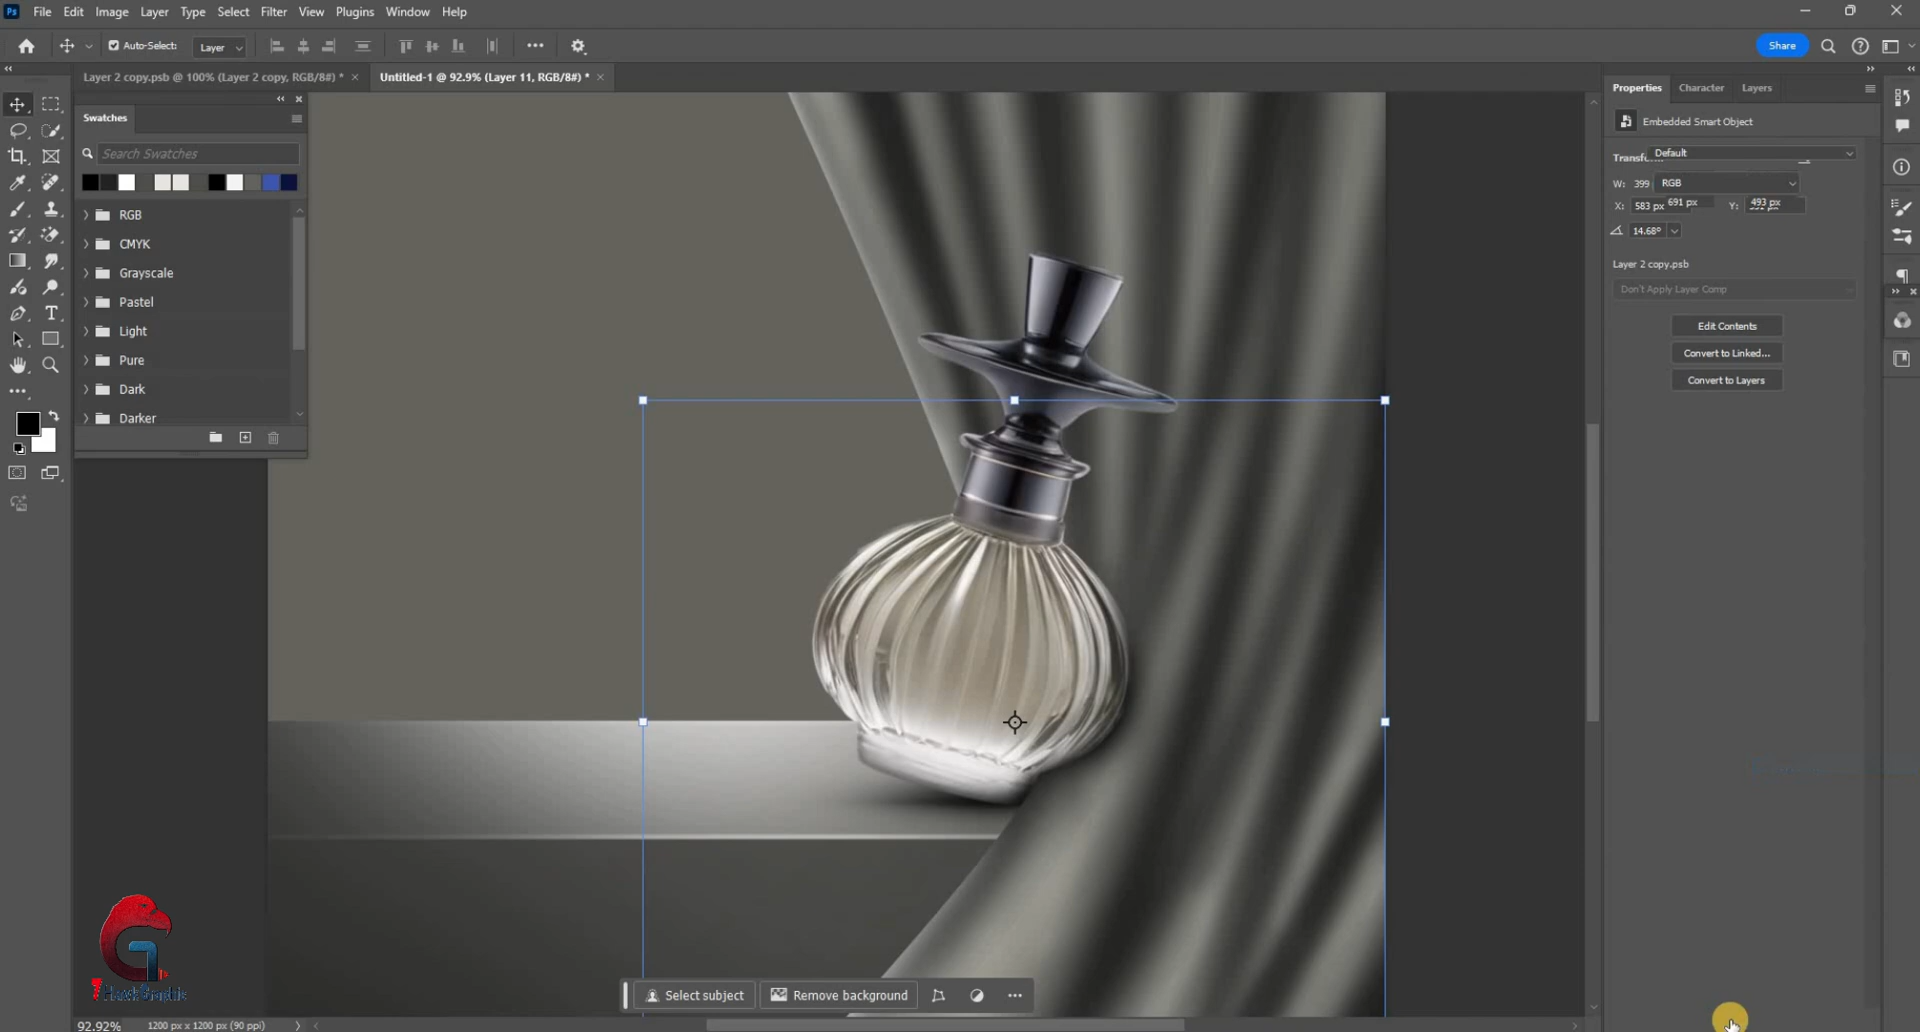 Ps File Edit Image Layer Type Select Filter View Plugins Window Help
Auto-Select: Layer Share
Layer 2 copy.psb @ 100% (Layer 2 copy, RGB/8#) * Untitled-1 @ 92.9% (Layer 11, RGB/8#) *
Swatches
Search Swatches
RGB
CMYK
Grayscale
Pastel
Light
Pure
Dark
Darker
Properties Character Layers
Embedded Smart Object
Default
W: 399 RGB
X: 583 px 691 px Y: 493 px
14.68°
Layer 2 copy.psb
Don't Apply Layer Comp
Edit Contents
Convert to Linked...
Convert to Layers
Select subject Remove background
92.92% 1200 px x 1200 px (90 ppi)